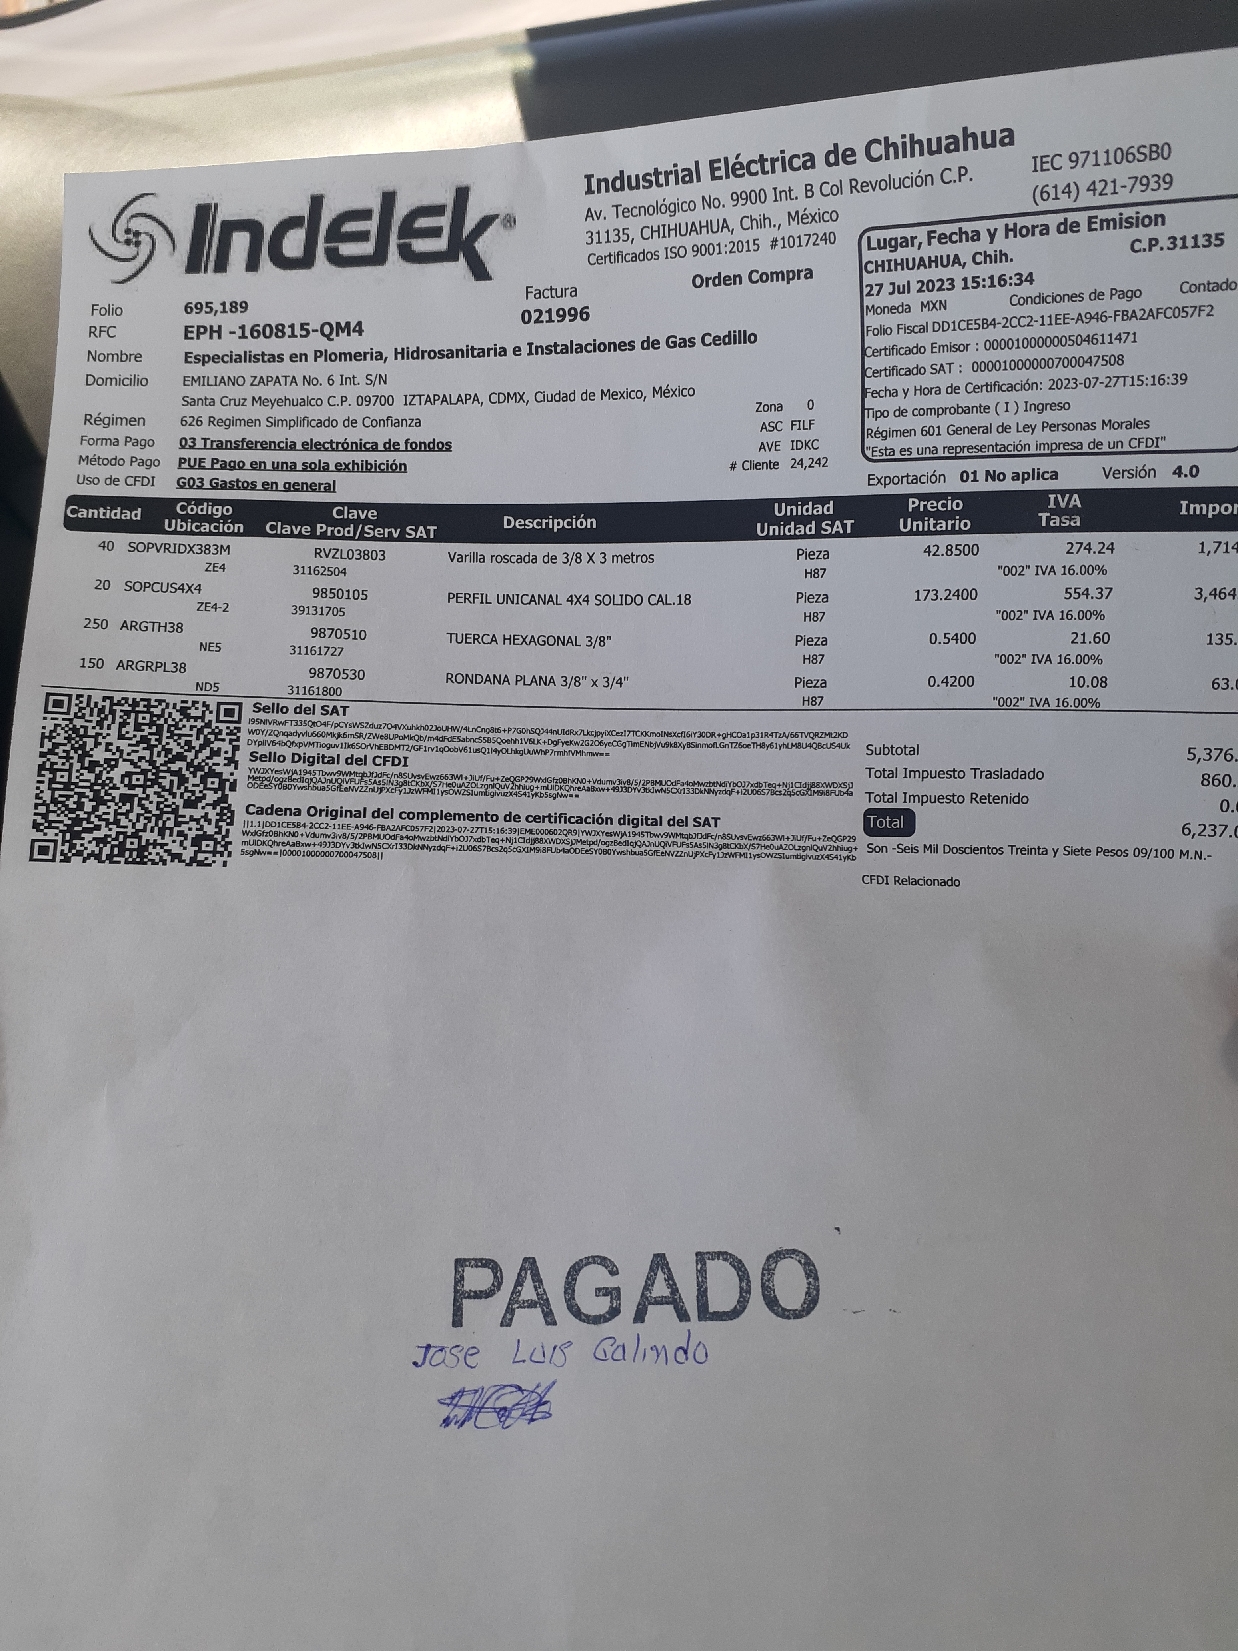 Indelek®
Industrial Eléctrica de Chihuahua
Av. Tecnológico No. 9900 Int. B Col Revolución C.P.
31135, CHIHUAHUA, Chih., México
Certificados ISO 9001:2015 #1017240
IEC 971106SB0
(614) 421-7939
Lugar, Fecha y Hora de Emision
CHIHUAHUA, Chih. C.P.31135
27 Jul 2023 15:16:34
Moneda MXN Condiciones de Pago Contado
Folio Fiscal DD1CE5B4-2CC2-11EE-A946-FBA2AFC057F2
Certificado Emisor : 00001000000504611471
Certificado SAT : 00001000000700047508
Fecha y Hora de Certificación: 2023-07-27T15:16:39
Tipo de comprobante ( I ) Ingreso
Régimen 601 General de Ley Personas Morales
"Esta es una representación impresa de un CFDI"
Exportación 01 No aplica Versión 4.0
Factura Orden Compra
021996
Folio 695,189
RFC EPH -160815-QM4
Nombre Especialistas en Plomeria, Hidrosanitaria e Instalaciones de Gas Cedillo
Domicilio EMILIANO ZAPATA No. 6 Int. S/N
Santa Cruz Meyehualco C.P. 09700 IZTAPALAPA, CDMX, Ciudad de Mexico, México
Régimen 626 Regimen Simplificado de Confianza
Forma Pago 03 Transferencia electrónica de fondos
Método Pago PUE Pago en una sola exhibición
Uso de CFDI G03 Gastos en general
Zona 0
ASC FILF
AVE IDKC
# Cliente 24,242
Cantidad Código Clave Descripción Unidad Precio IVA Impor
Ubicación Clave Prod/Serv SAT Unidad SAT Unitario Tasa
40 SOPVRIDX383M RVZL03803 Varilla roscada de 3/8 X 3 metros Pieza 42.8500 274.24 1,714
ZE4 31162504 H87 "002" IVA 16.00%
20 SOPCUS4X4 9850105 PERFIL UNICANAL 4X4 SOLIDO CAL.18 Pieza 173.2400 554.37 3,464
ZE4-2 39131705 H87 "002" IVA 16.00%
250 ARGTH38 9870510 TUERCA HEXAGONAL 3/8" Pieza 0.5400 21.60 135.
NE5 31161727 H87 "002" IVA 16.00%
150 ARGRPL38 9870530 RONDANA PLANA 3/8" x 3/4" Pieza 0.4200 10.08 63.
ND5 31161800 H87 "002" IVA 16.00%
Sello del SAT
Sello Digital del CFDI
Cadena Original del complemento de certificación digital del SAT
Subtotal 5,376.
Total Impuesto Trasladado 860.
Total Impuesto Retenido 0.
Total 6,237.
Son -Seis Mil Doscientos Treinta y Siete Pesos 09/100 M.N.-
CFDI Relacionado
PAGADO
Jose Luis Galindo